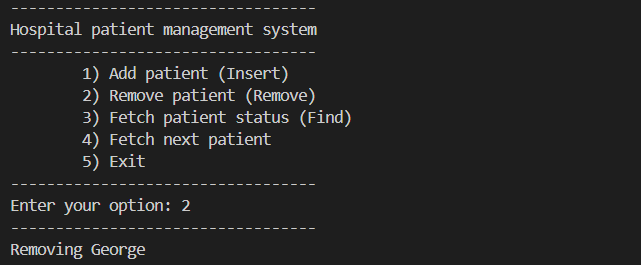 ----------------------------------
Hospital patient management system
----------------------------------
1) Add patient (Insert)
2) Remove patient (Remove)
3) Fetch patient status (Find)
4) Fetch next patient
5) Exit
----------------------------------
Enter your option: 2
----------------------------------
Removing George